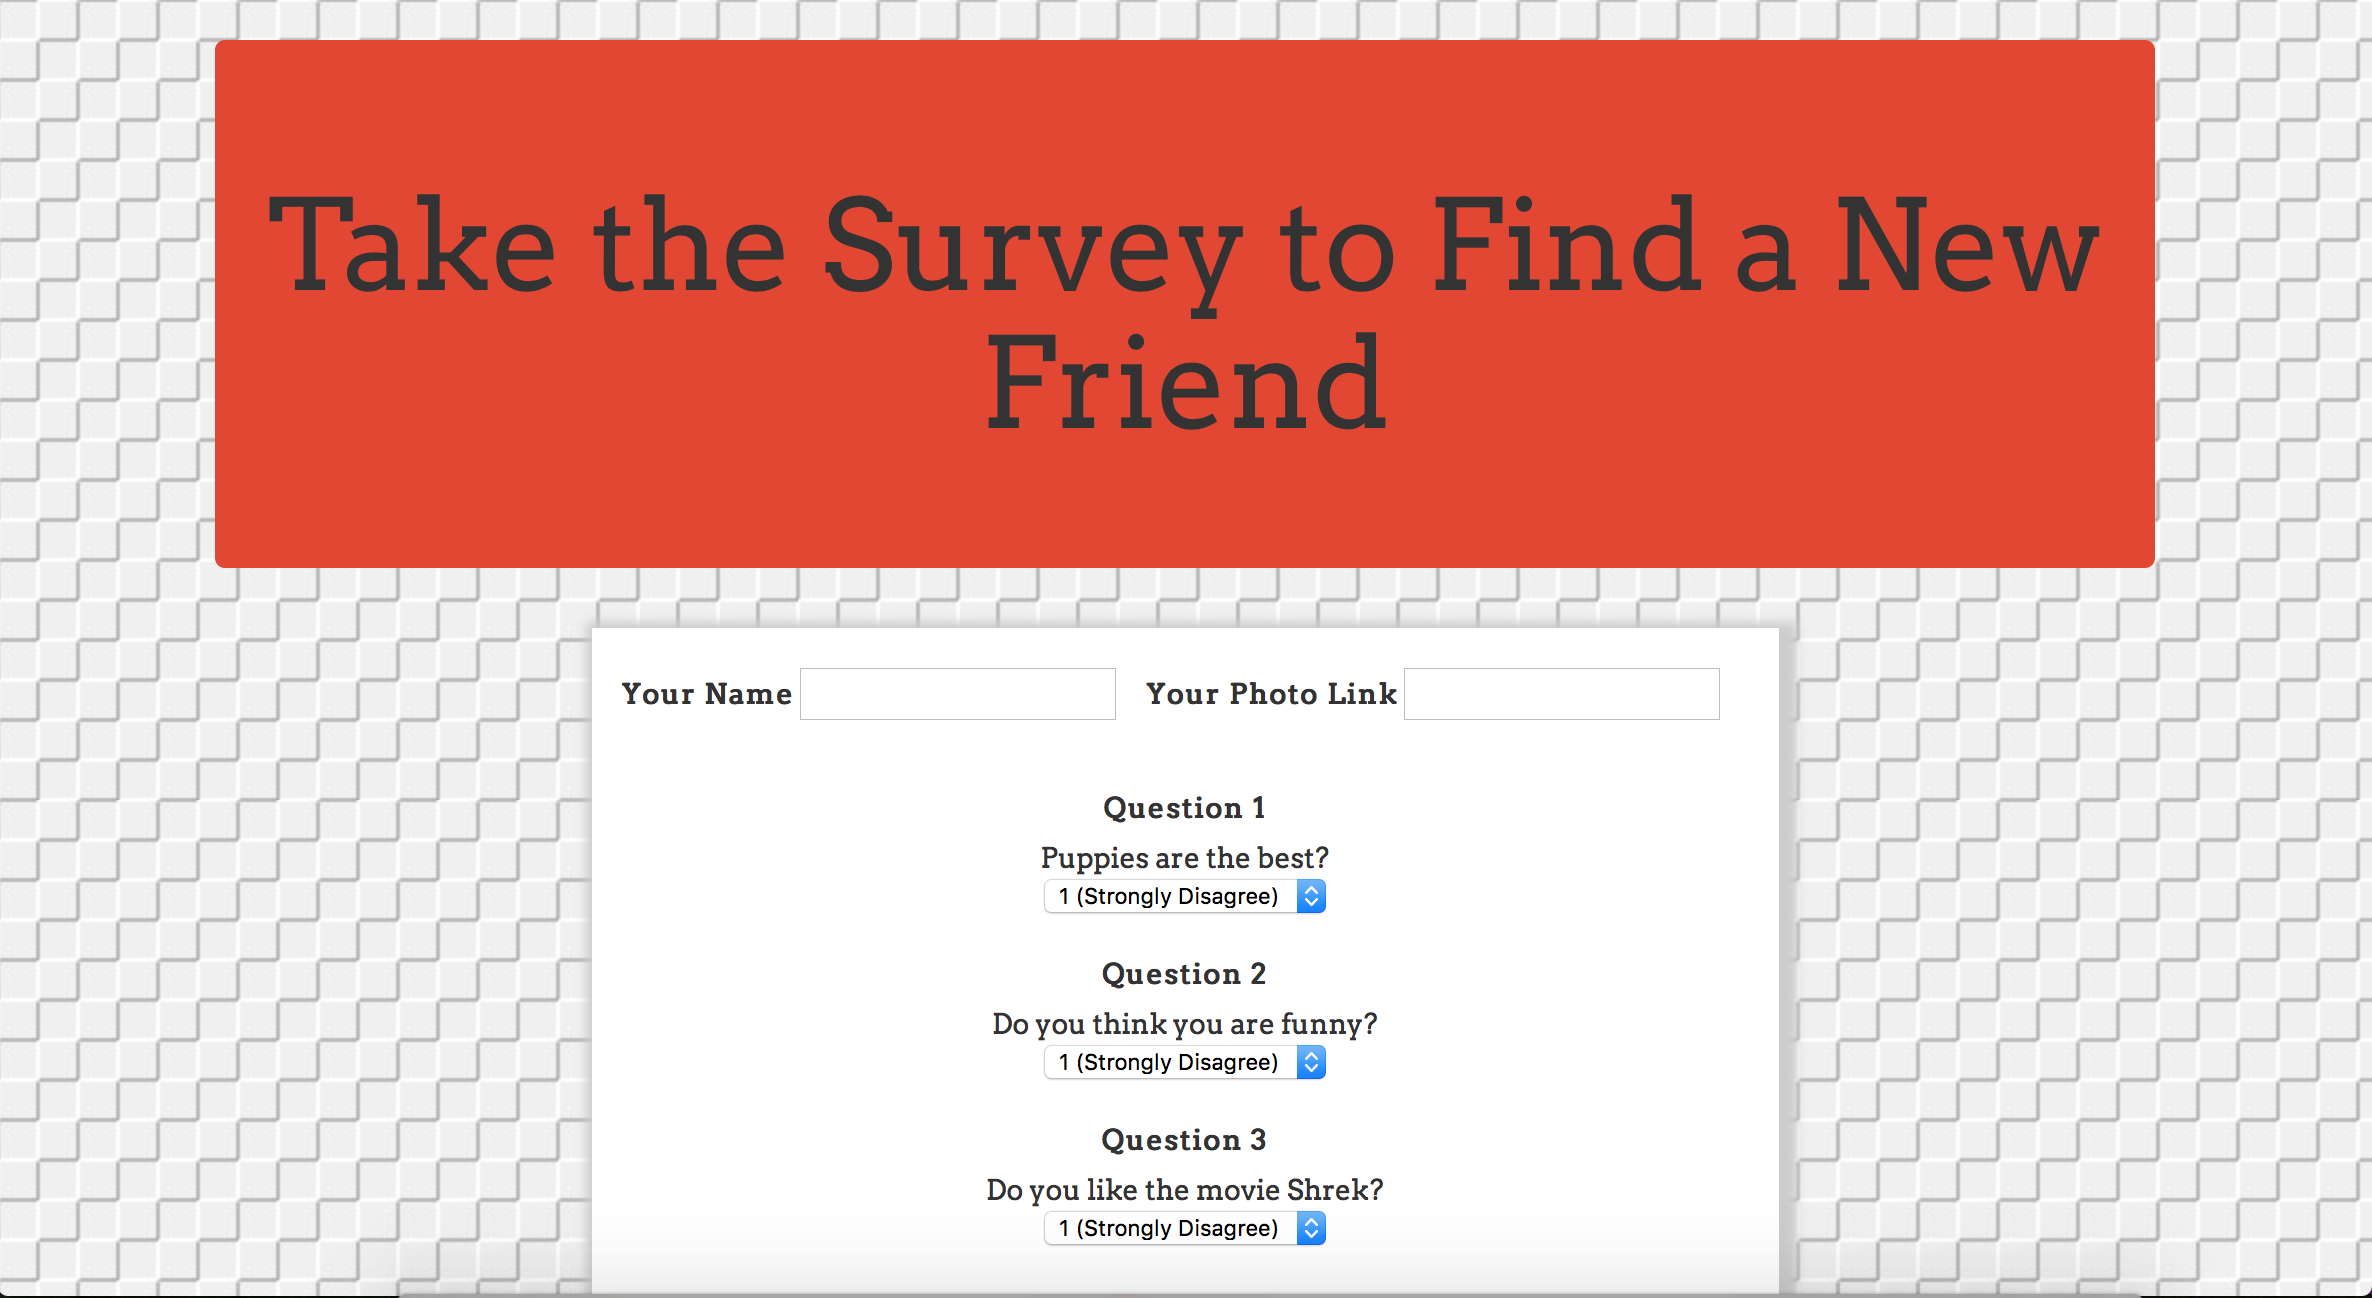 Take the Survey to Find a New
Friend
Your Name Your Photo Link
Question 1
Puppies are the best?
1 (Strongly Disagree)
Question 2
Do you think you are funny?
1 (Strongly Disagree)
Question 3
Do you like the movie Shrek?
1 (Strongly Disagree)